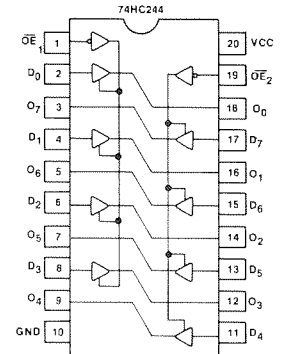 74HC244
OE1 1 20 VCC
D0 2 19 OE2
O7 3 18 O0
D1 4 17 D7
O6 5 16 O1
D2 6 15 D6
O5 7 14 O2
D3 8 13 D5
O4 9 12 O3
GND 10 11 D4